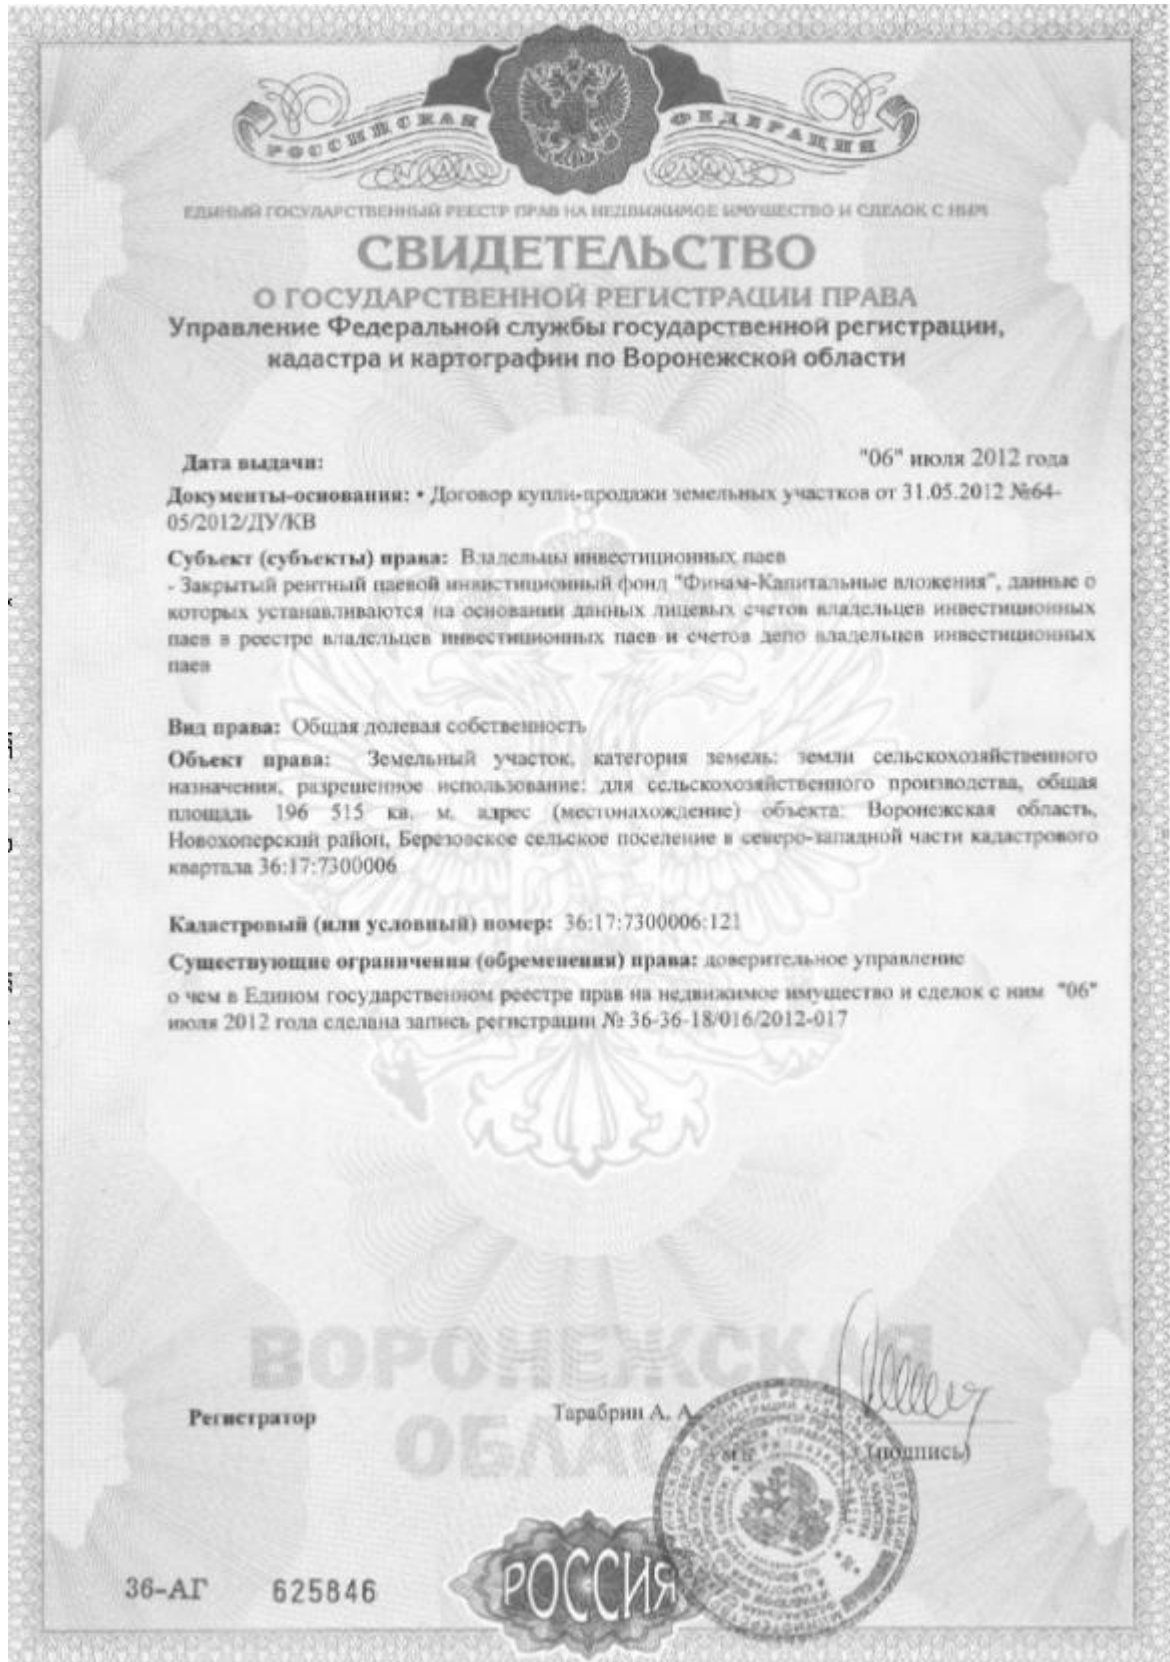 РОССИЙСКАЯ ФЕДЕРАЦИЯ
ЕДИНЫЙ ГОСУДАРСТВЕННЫЙ РЕЕСТР ПРАВ НА НЕДВИЖИМОЕ ИМУЩЕСТВО И СДЕЛОК С НИМ
СВИДЕТЕЛЬСТВО
О ГОСУДАРСТВЕННОЙ РЕГИСТРАЦИИ ПРАВА
Управление Федеральной службы государственной регистрации,
кадастра и картографии по Воронежской области
Дата выдачи: "06" июля 2012 года
Документы-основания: • Договор купли-продажи земельных участков от 31.05.2012 №64-
05/2012/ДУ/КВ
Субъект (субъекты) права: Владельцы инвестиционных паев
- Закрытый рентный паевой инвестиционный фонд "Финам-Капитальные вложения", данные о
которых устанавливаются на основании данных лицевых счетов владельцев инвестиционных
паев в реестре владельцев инвестиционных паев и счетов депо владельцев инвестиционных
паев
Вид права: Общая долевая собственность
Объект права: Земельный участок, категория земель: земли сельскохозяйственного
назначения, разрешенное использование: для сельскохозяйственного производства, общая
площадь 196 515 кв. м, адрес (местонахождение) объекта: Воронежская область,
Новохоперский район, Березовское сельское поселение в северо-западной части кадастрового
квартала 36:17:7300006
Кадастровый (или условный) номер: 36:17:7300006:121
Существующие ограничения (обременения) права: доверительное управление
о чем в Едином государственном реестре прав на недвижимое имущество и сделок с ним "06"
июля 2012 года сделана запись регистрации № 36-36-18/016/2012-017
ВОРОНЕЖСКАЯ
Регистратор Тарабрин А. А.
ОБЛАС
(подпись)
РОССИЯ
36-АГ 625846